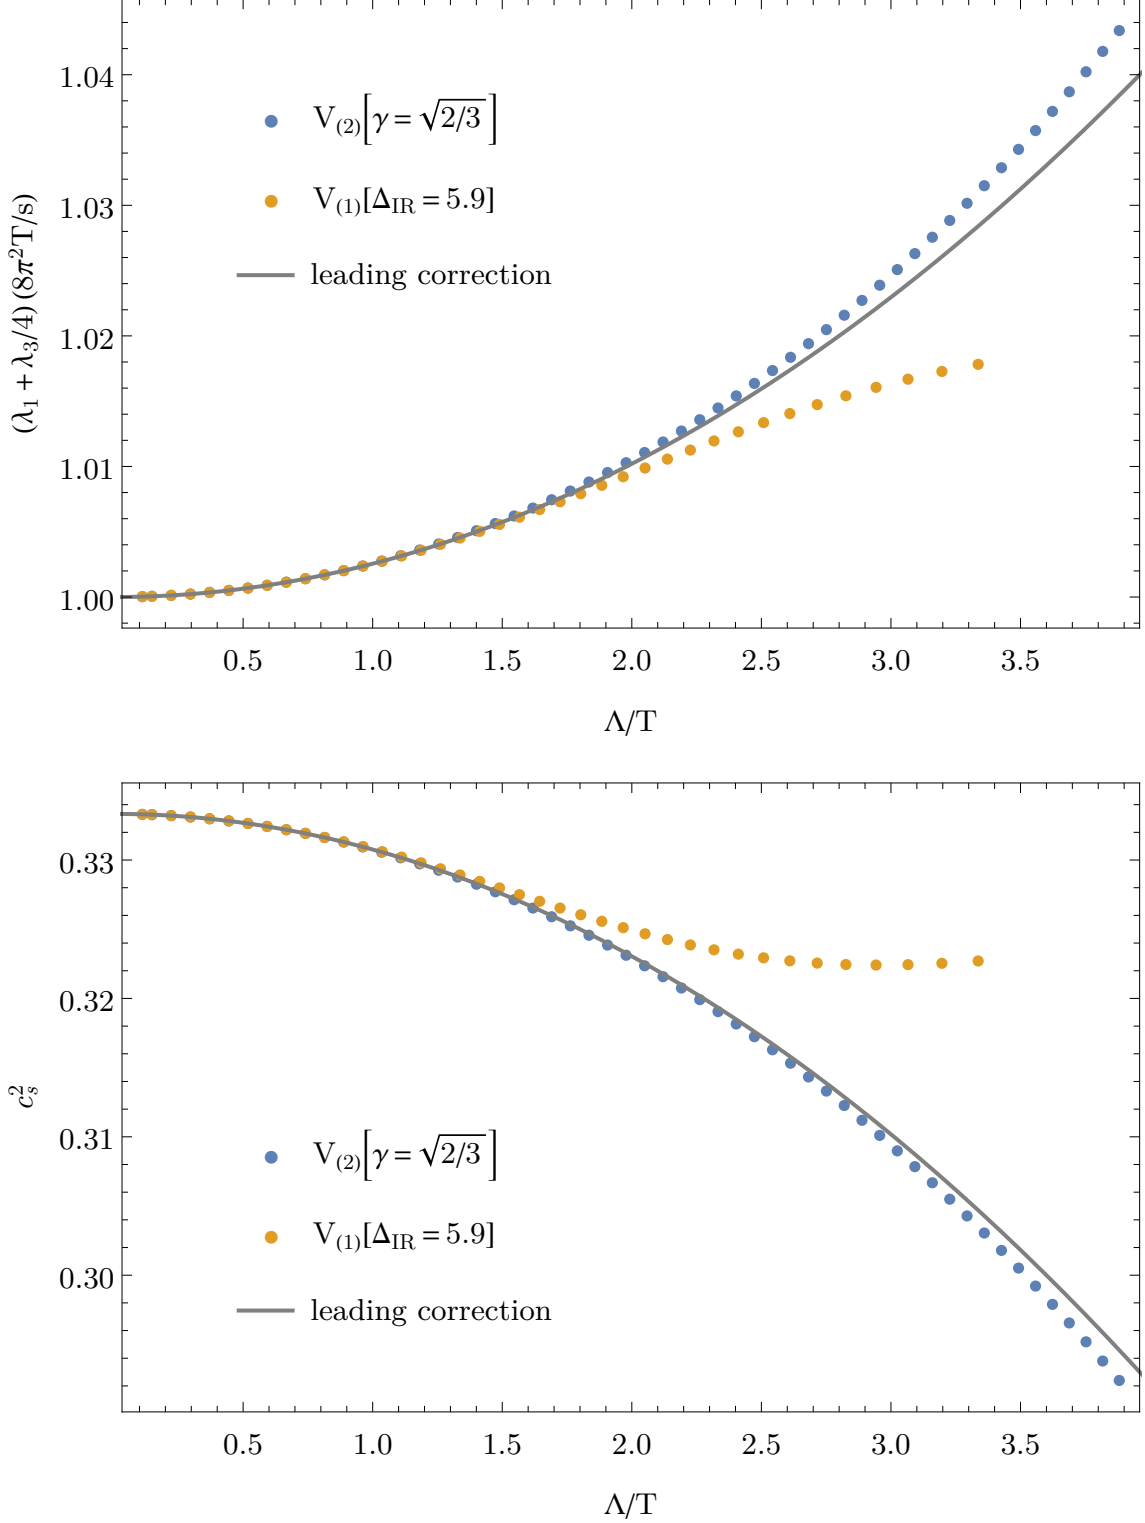 1.04
V(2)[γ = √2/3]
V(1)[ΔIR = 5.9]
1.03
(λ1 + λ3/4) (8π²T/s)
leading correction
1.02
1.01
1.00
0.5 1.0 1.5 2.0 2.5 3.0 3.5
Λ/T
0.33
0.32
c_s^2
0.31
V(2)[γ = √2/3]
V(1)[ΔIR = 5.9]
0.30
leading correction
0.5 1.0 1.5 2.0 2.5 3.0 3.5
Λ/T